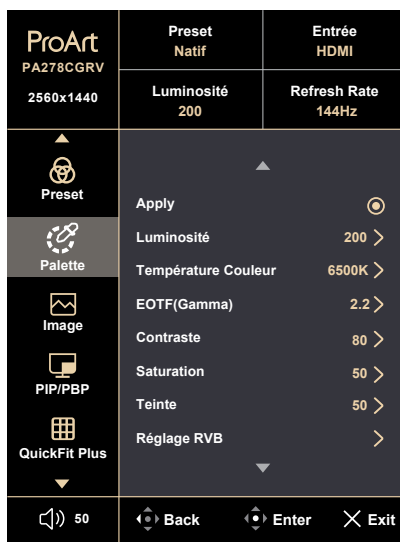 ProArt
PA278CGRV
2560x1440
Preset
Natif
Entrée
HDMI
Luminosité
200
Refresh Rate
144Hz
Preset
Palette
Image
PIP/PBP
QuickFit Plus
Apply
Luminosité 200
Température Couleur 6500K
EOTF(Gamma) 2.2
Contraste 80
Saturation 50
Teinte 50
Réglage RVB
50
Back Enter Exit